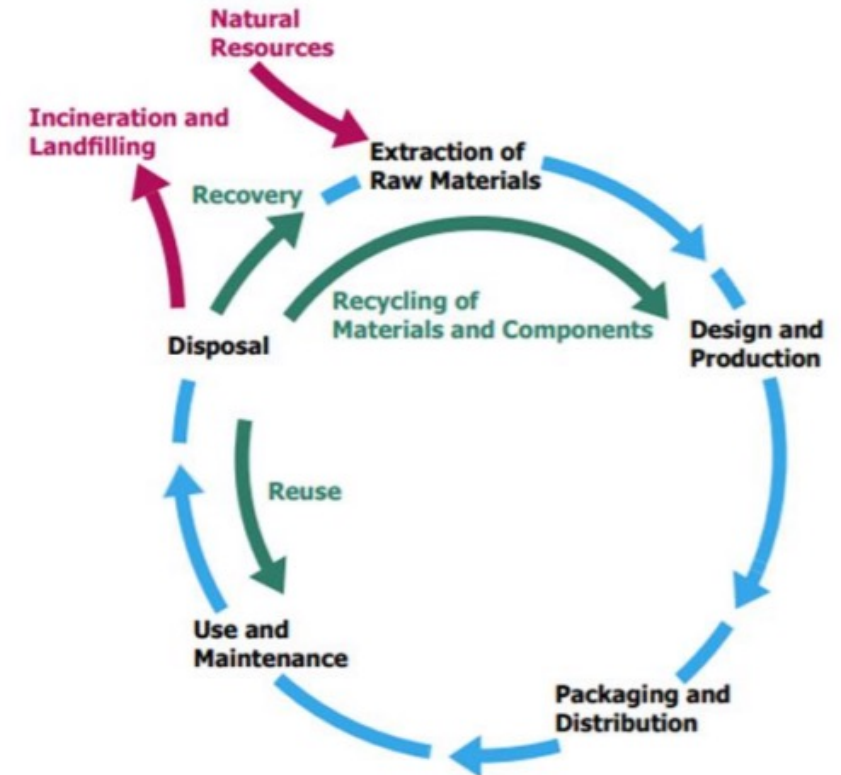 Natural
Resources
Incineration and
Landfilling
Extraction of
Raw Materials
Recovery
Recycling of
Materials and Components
Design and
Production
Disposal
Reuse
Use and
Maintenance
Packaging and
Distribution